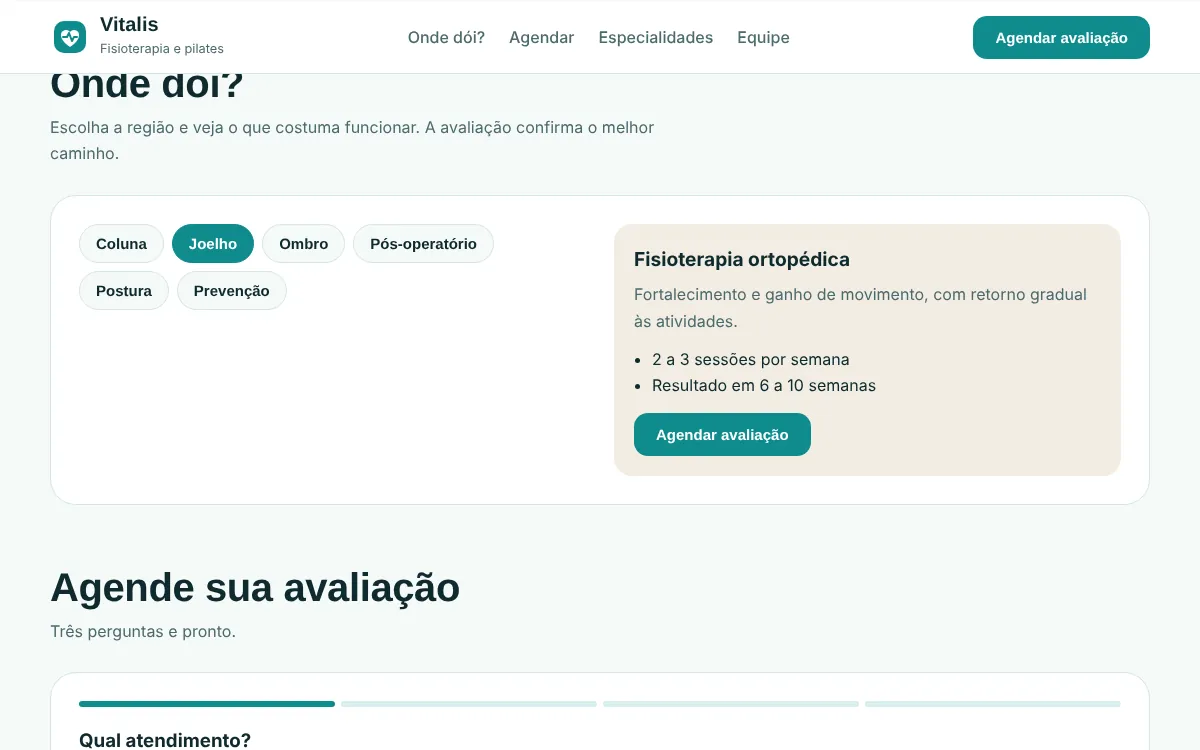 Vitalis
Fisioterapia e pilates
Onde dói?
Agendar
Especialidades
Equipe
Agendar avaliação
Onde dói?
Escolha a região e veja o que costuma funcionar. A avaliação confirma o melhor
caminho.
Coluna
Joelho
Ombro
Pós-operatório
Postura
Prevenção
Fisioterapia ortopédica
Fortalecimento e ganho de movimento, com retorno gradual
às atividades.
2 a 3 sessões por semana
Resultado em 6 a 10 semanas
Agendar avaliação
Agende sua avaliação
Três perguntas e pronto.
Qual atendimento?